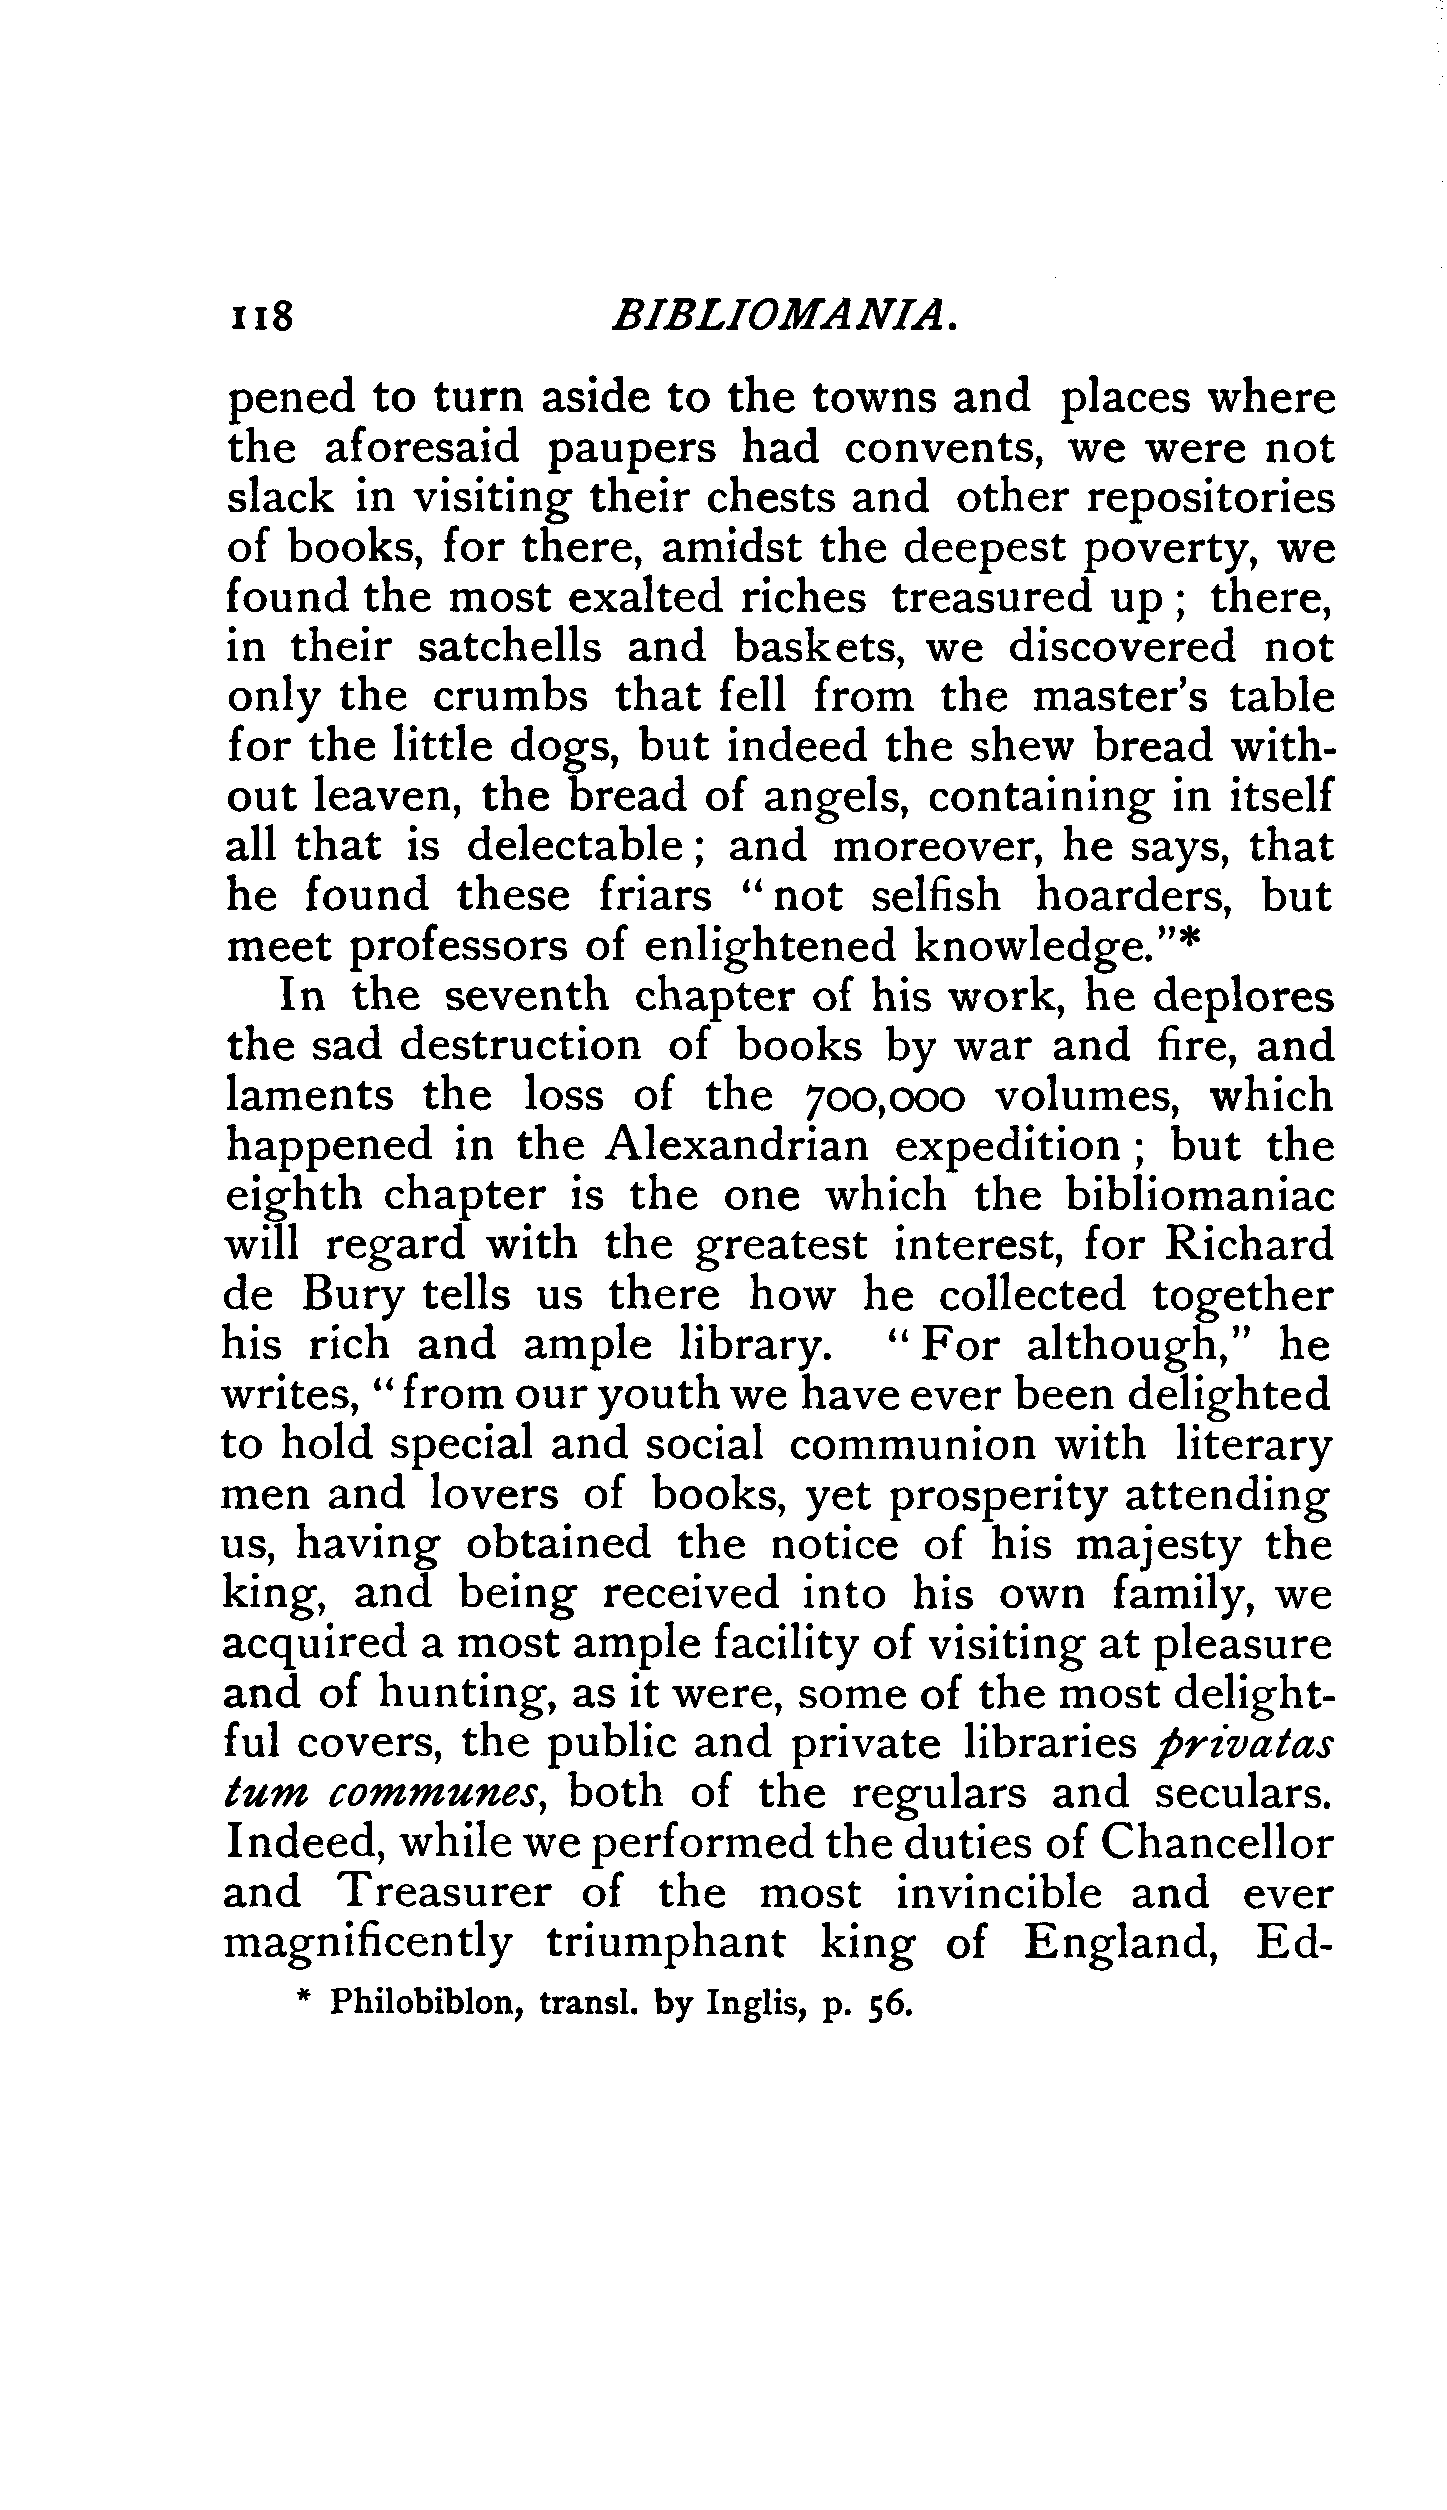 118 BIBLIOMANIA.
pened to turn aside to the towns and places where
the aforesaid paupers had convents, we were not
slack in visiting their chests and other repositories
of books, for there, amidst the deepest poverty, we
found the most exalted riches treasured up ; there,
in their satchells and baskets, we discovered not
only the crumbs that fell from the master's table
for the little dogs, but indeed the shew bread with-
out leaven, the bread of angels, containing in itself
all that is delectable ; and moreover, he says, that
he found these friars "not selfish hoarders, but
meet professors of enlightened knowledge."*
In the seventh chapter of his work, he deplores
the sad destruction of books by war and fire, and
laments the loss of the 700,000 volumes, which
happened in the Alexandrian expedition ; but the
eighth chapter is the one which the bibliomaniac
will regard with the greatest interest, for Richard
de Bury tells us there how he collected together
his rich and ample library. "For although," he
writes, "from our youth we have ever been delighted
to hold special and social communion with literary
men and lovers of books, yet prosperity attending
us, having obtained the notice of his majesty the
king, and being received into his own family, we
acquired a most ample facility of visiting at pleasure
and of hunting, as it were, some of the most delight-
ful covers, the public and private libraries privatas
tum communes, both of the regulars and seculars.
Indeed, while we performed the duties of Chancellor
and Treasurer of the most invincible and ever
magnificently triumphant king of England, Ed-
* Philobiblon, transl. by Inglis, p. 56.